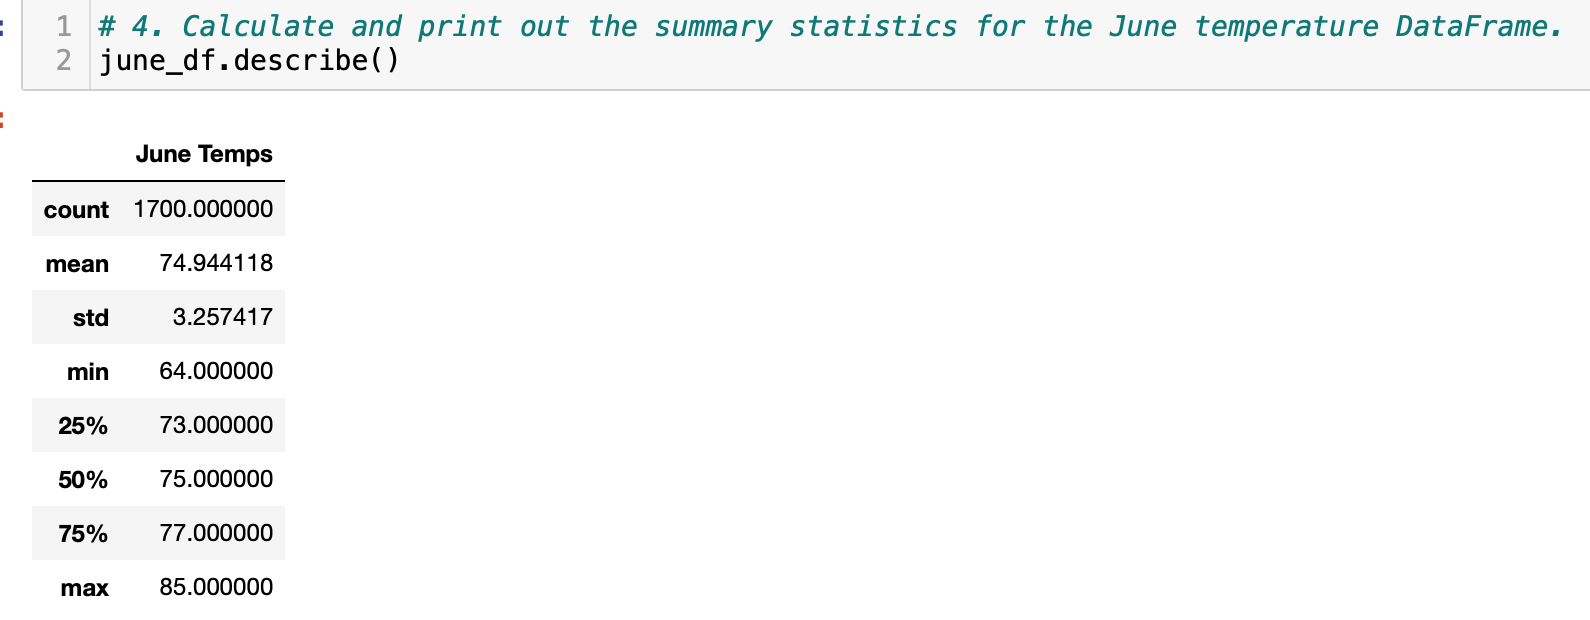 1 # 4. Calculate and print out the summary statistics for the June temperature DataFrame.
2 june_df.describe()
June Temps
count 1700.000000
mean 74.944118
std 3.257417
min 64.000000
25% 73.000000
50% 75.000000
75% 77.000000
max 85.000000